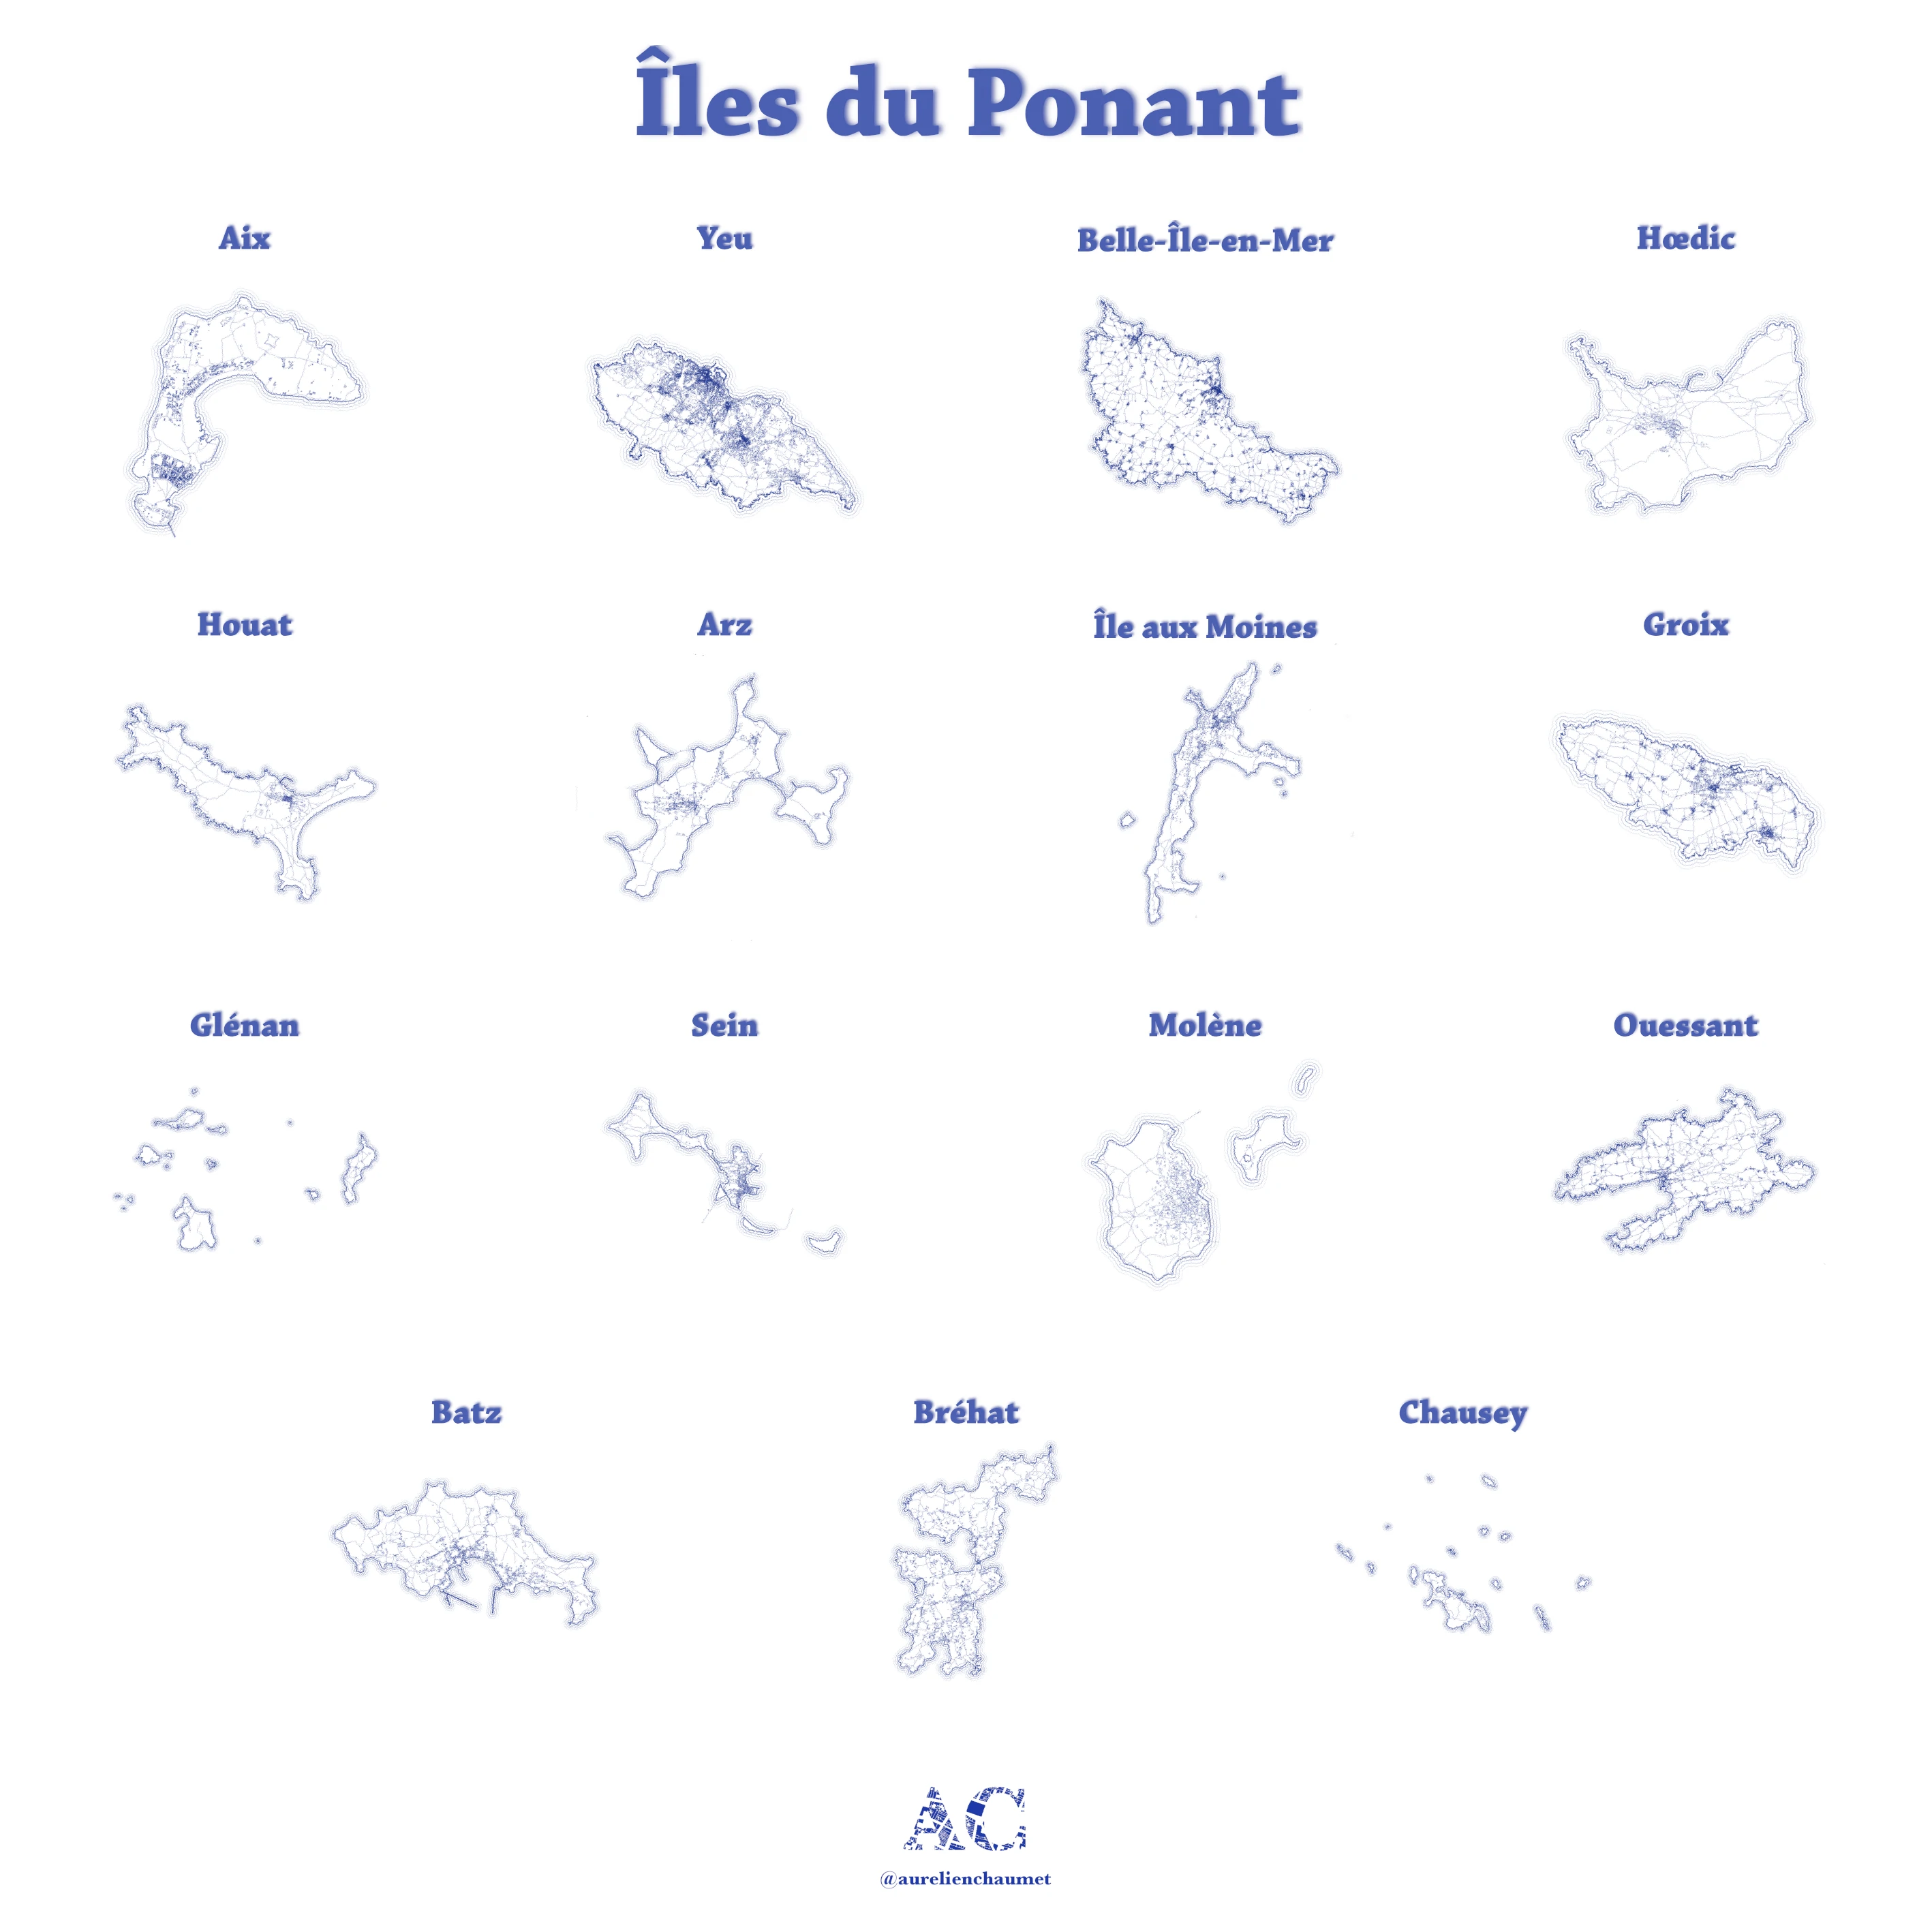 Îles du Ponant
Aix
Yeu
Belle-Île-en-Mer
Hœdic
Houat
Arz
Île aux Moines
Groix
Glénan
Sein
Molène
Ouessant
Batz
Bréhat
Chausey
AC
@aurelienchaumet